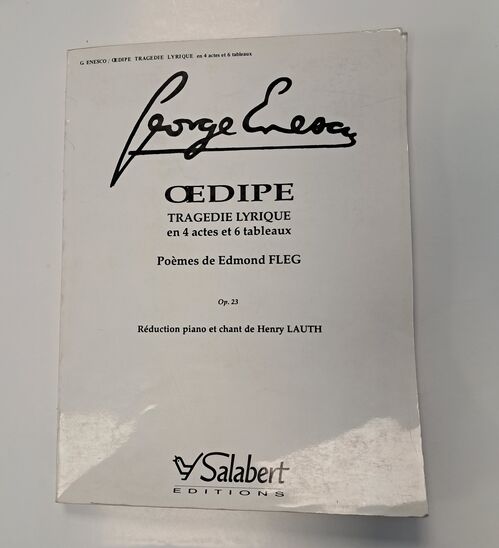 G ENESCO / ŒDIPE TRAGEDIE LYRIQUE en 4 actes et 6 tableaux
George Enescu
ŒDIPE
TRAGEDIE LYRIQUE
en 4 actes et 6 tableaux
Poèmes de Edmond FLEG
Op. 23
Réduction piano et chant de Henry LAUTH
Salabert
EDITIONS